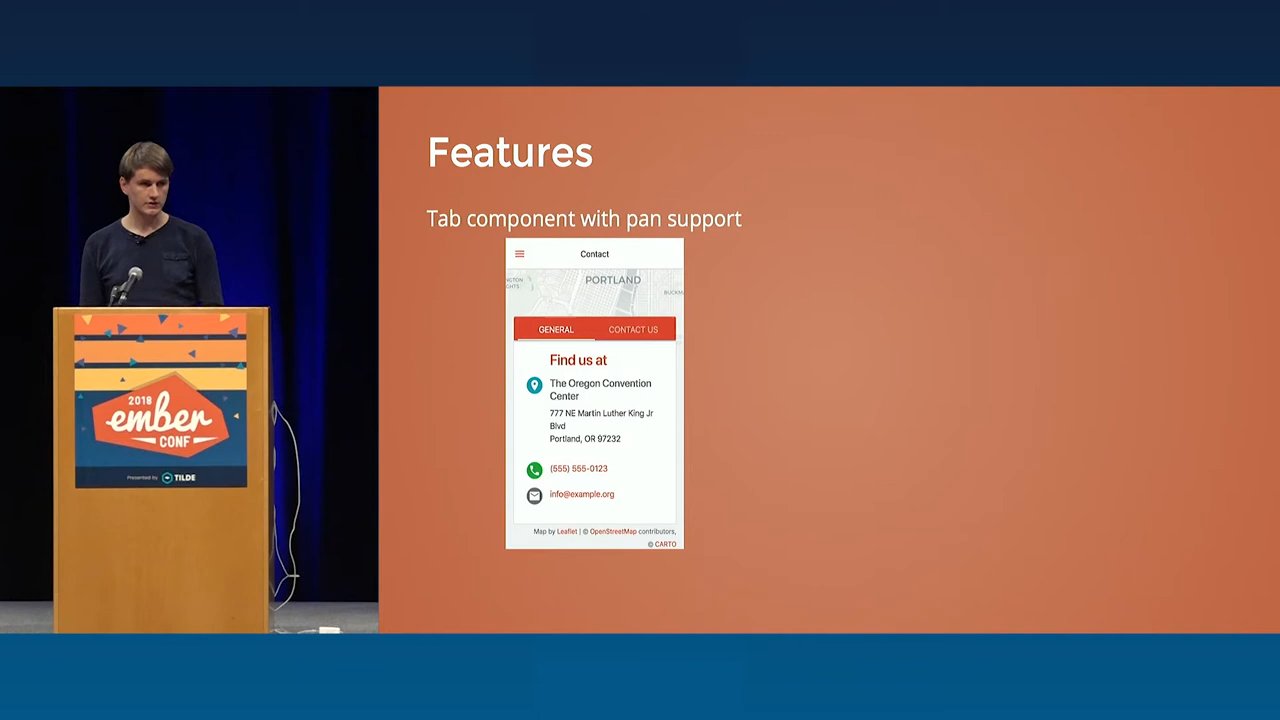 Features
Tab component with pan support
Contact
PORTLAND
GENERAL
CONTACT US
Find us at
The Oregon Convention
Center
777 NE Martin Luther King Jr
Blvd
Portland, OR 97232
(555) 555-0123
info@example.org
Map by Leaflet | © OpenStreetMap contributors,
© CARTO
2018
ember
CONF
Presented by TILDE